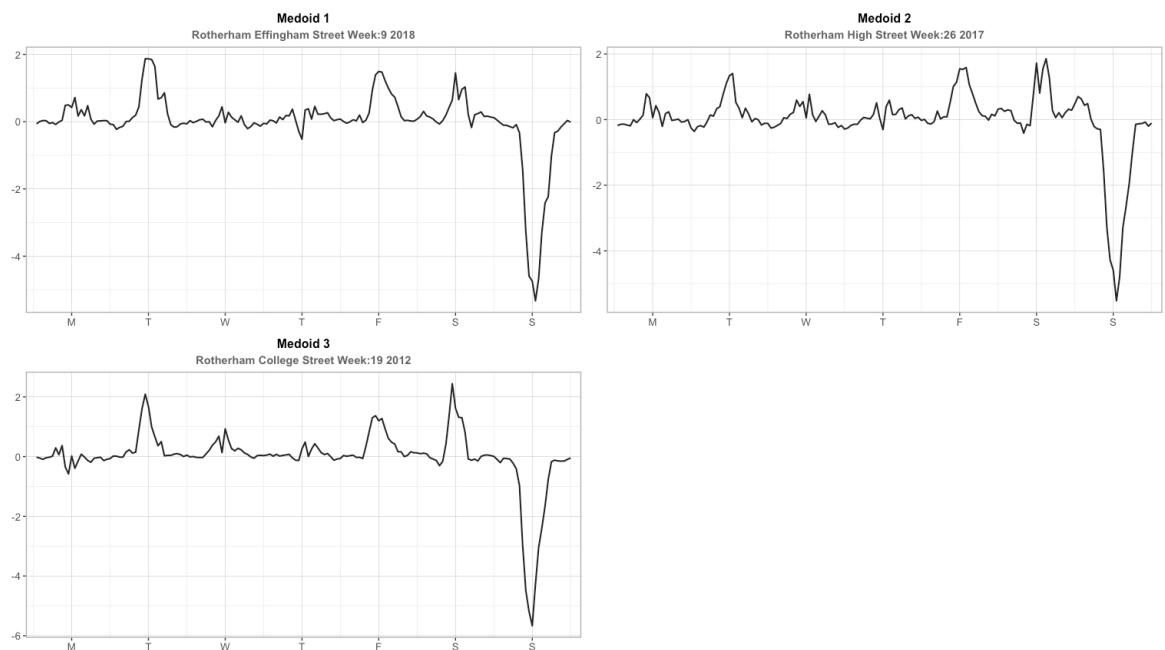 Medoid 1
Rotherham Effingham Street Week:9 2018
2
0
-2
-4
M T W T F S S
Medoid 2
Rotherham High Street Week:26 2017
2
0
-2
-4
M T W T F S S
Medoid 3
Rotherham College Street Week:19 2012
2
0
-2
-4
-6
M T W T F S S